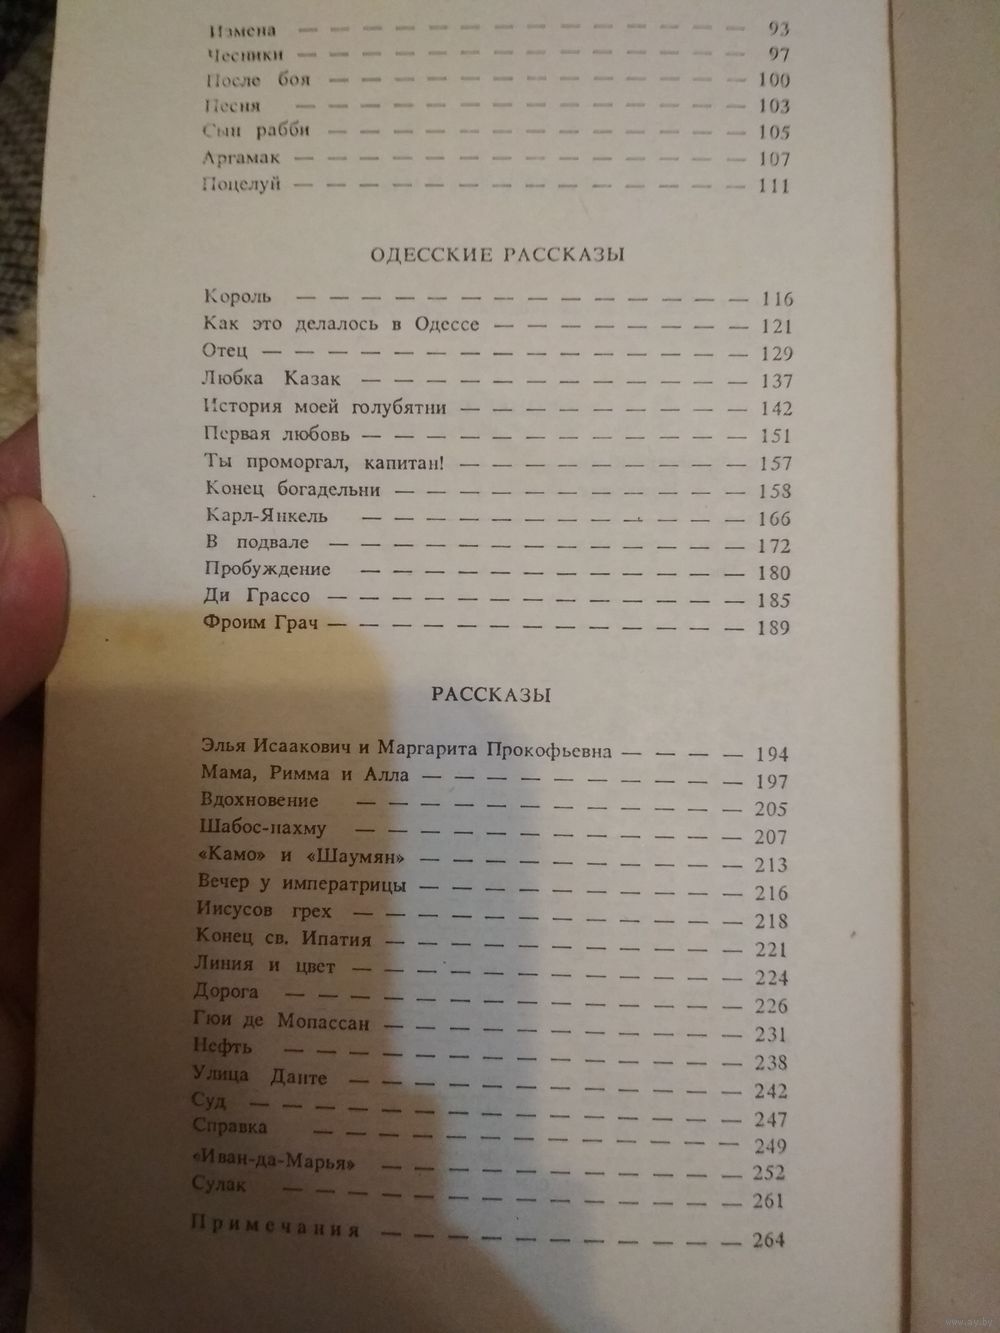 Измена — — — — — — — — — — — — — — 93
Чесники — — — — — — — — — — — — — — 97
После боя — — — — — — — — — — — — — 100
Песня — — — — — — — — — — — — — — 103
Сын рабби — — — — — — — — — — — — — 105
Аргамак — — — — — — — — — — — — — — 107
Поцелуй — — — — — — — — — — — — — — 111
ОДЕССКИЕ РАССКАЗЫ
Король — — — — — — — — — — — — — — 116
Как это делалось в Одессе — — — — — — — — 121
Отец — — — — — — — — — — — — — — — 129
Любка Казак — — — — — — — — — — — — 137
История моей голубятни — — — — — — — — — 142
Первая любовь — — — — — — — — — — — — 151
Ты проморгал, капитан! — — — — — — — — — 157
Конец богадельни — — — — — — — — — — — 158
Карл-Янкель — — — — — — — — — — — — 166
В подвале — — — — — — — — — — — — — 172
Пробуждение — — — — — — — — — — — — 180
Ди Грассо — — — — — — — — — — — — — 185
Фроим Грач — — — — — — — — — — — — — 189
РАССКАЗЫ
Элья Исаакович и Маргарита Прокофьевна — — — — 194
Мама, Римма и Алла — — — — — — — — — — 197
Вдохновение — — — — — — — — — — — — 205
Шабос-нахму — — — — — — — — — — — — 207
«Камо» и «Шаумян» — — — — — — — — — — 213
Вечер у императрицы — — — — — — — — — — 216
Иисусов грех — — — — — — — — — — — — 218
Конец св. Ипатия — — — — — — — — — — — 221
Линия и цвет — — — — — — — — — — — — 224
Дорога — — — — — — — — — — — — — — 226
Гюи де Мопассан — — — — — — — — — — — 231
Нефть — — — — — — — — — — — — — — 238
Улица Данте — — — — — — — — — — — — 242
Суд — — — — — — — — — — — — — — — 247
Справка — — — — — — — — — — — — — 249
«Иван-да-Марья» — — — — — — — — — — — 252
Сулак — — — — — — — — — — — — — — 261
Примечания — — — — — — — — — — — 264
www.ay.by